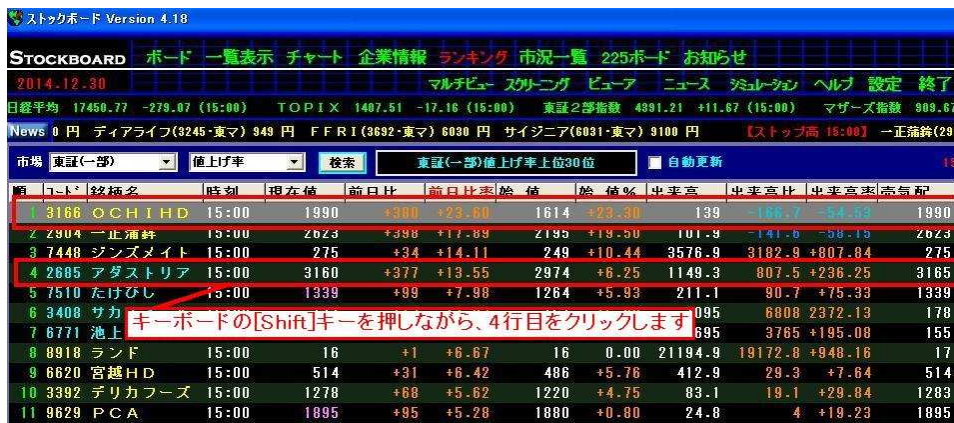 ストックボード Version 4.18
STOCKBOARD ボード 一覧表示 チャート 企業情報 ランキング 市況一覧 225ボード お知らせ
2014.12.30 マルチビュー スクリーニング ビューア ニュース シミュレーション ヘルプ 設定 終了
日経平均 17450.77 -279.07 (15:00) TOPIX 1407.51 -17.16 (15:00) 東証2部指数 4391.21 +11.67 (15:00) マザーズ指数 909.67
News 0 円 ディアライフ(3245・東マ) 949 円 FFRI(3692・東マ) 6030 円 サイジニア(6031・東マ) 9100 円 【ストップ高 15:00】 一正蒲鉾(29
市場 東証(一部) 値上げ率 検索 東証(一部)値上げ率上位30位 自動更新
順 コード 銘柄名 時刻 現在値 前日比 前日比率 始 値 始 値% 出来高 出来高比 出来高率 売気配
1 3166 OCHIHD 15:00 1990 +380 +23.60 1614 +23.30 139 -166.7 -54.53 1990
2 2904 一正蒲鉾 15:00 2623 +398 +17.89 2195 +19.50 101.9 -141.6 -58.15 2623
3 7448 ジンズメイト 15:00 275 +34 +14.11 249 +10.44 3576.9 3182.9 +807.84 275
4 2685 アダストリア 15:00 3160 +377 +13.55 2974 +6.25 1149.3 807.5 +236.25 3165
5 7510 たけびし 15:00 1339 +99 +7.98 1264 +5.93 211.1 90.7 +75.33 1339
6 3408 サカ 095 6808 2372.13 178
キーボードの[Shift]キーを押しながら、4行目をクリックします
7 6771 池上 695 3765 +195.08 155
8 8918 ランド 15:00 16 +1 +6.67 16 0.00 21194.9 19172.8 +948.16 17
9 6620 宮越HD 15:00 514 +31 +6.42 486 +5.76 412.9 29.3 +7.64 514
10 3392 デリカフーズ 15:00 1278 +68 +5.62 1220 +4.75 83.1 19.1 +29.84 1283
11 9629 PCA 15:00 1895 +95 +5.28 1880 +0.80 24.8 4 +19.23 1895